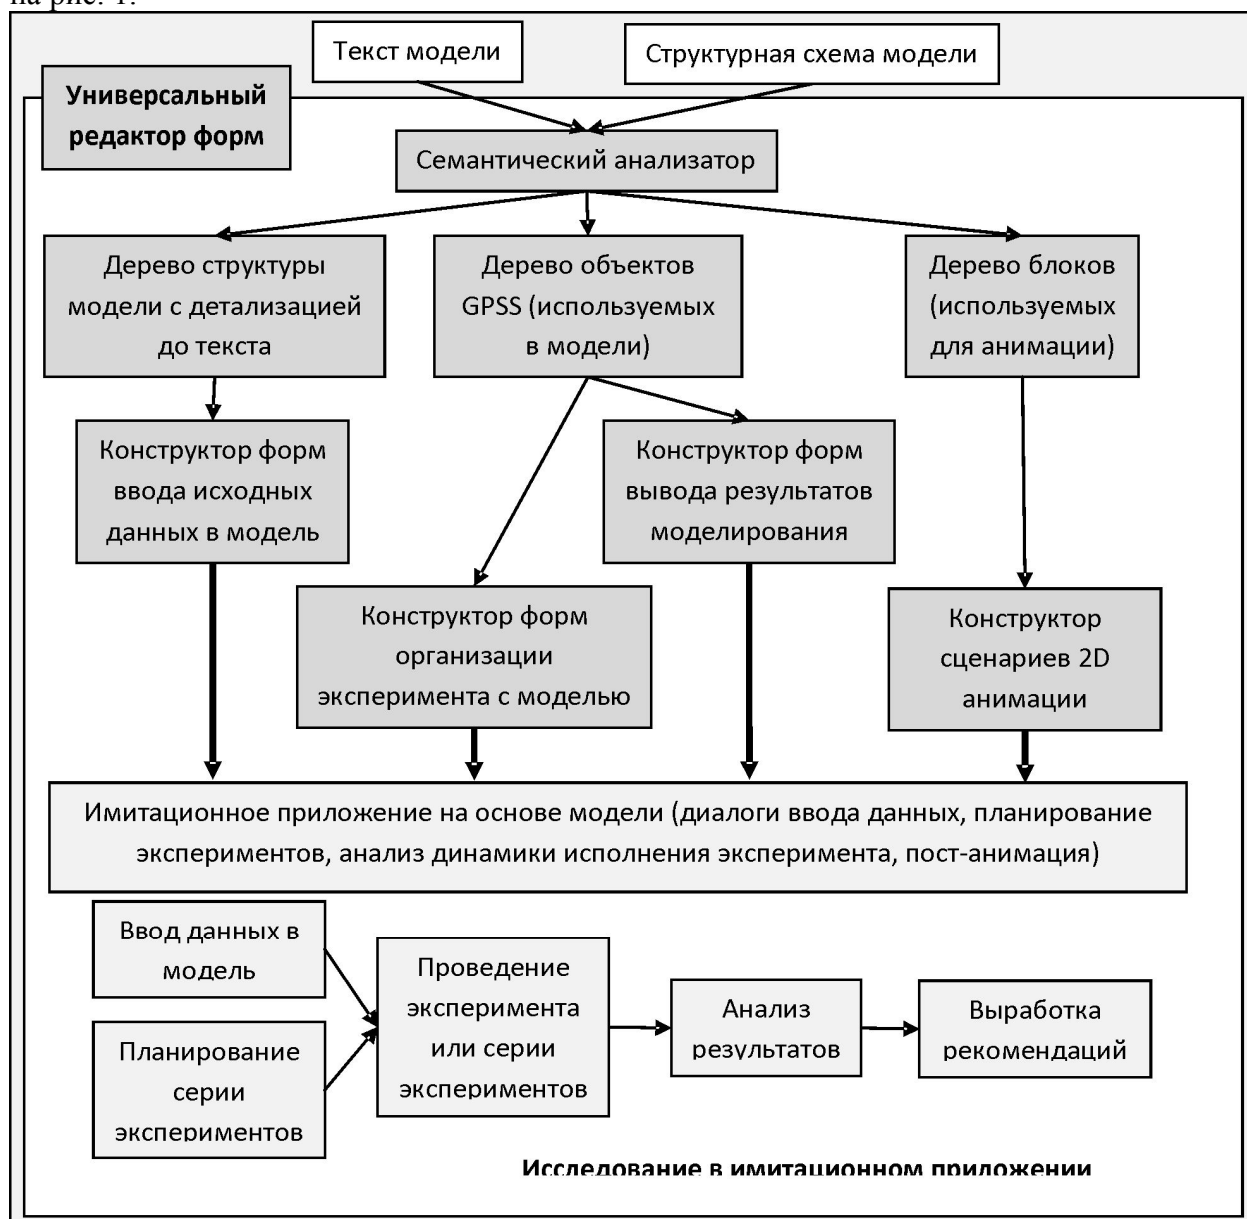 на рис. 1.
Текст модели
Структурная схема модели
Универсальный
редактор форм
Семантический анализатор
Дерево структуры
модели с детализацией
до текста
Дерево объектов
GPSS (используемых
в модели)
Дерево блоков
(используемых
для анимации)
Конструктор форм
ввода исходных
данных в модель
Конструктор форм
вывода результатов
моделирования
Конструктор форм
организации
эксперимента с моделью
Конструктор
сценариев 2D
анимации
Имитационное приложение на основе модели (диалоги ввода данных, планирование
экспериментов, анализ динамики исполнения эксперимента, пост-анимация)
Ввод данных в
модель
Планирование
серии
экспериментов
Проведение
эксперимента
или серии
экспериментов
Анализ
результатов
Выработка
рекомендаций
Исследование в имитационном приложении